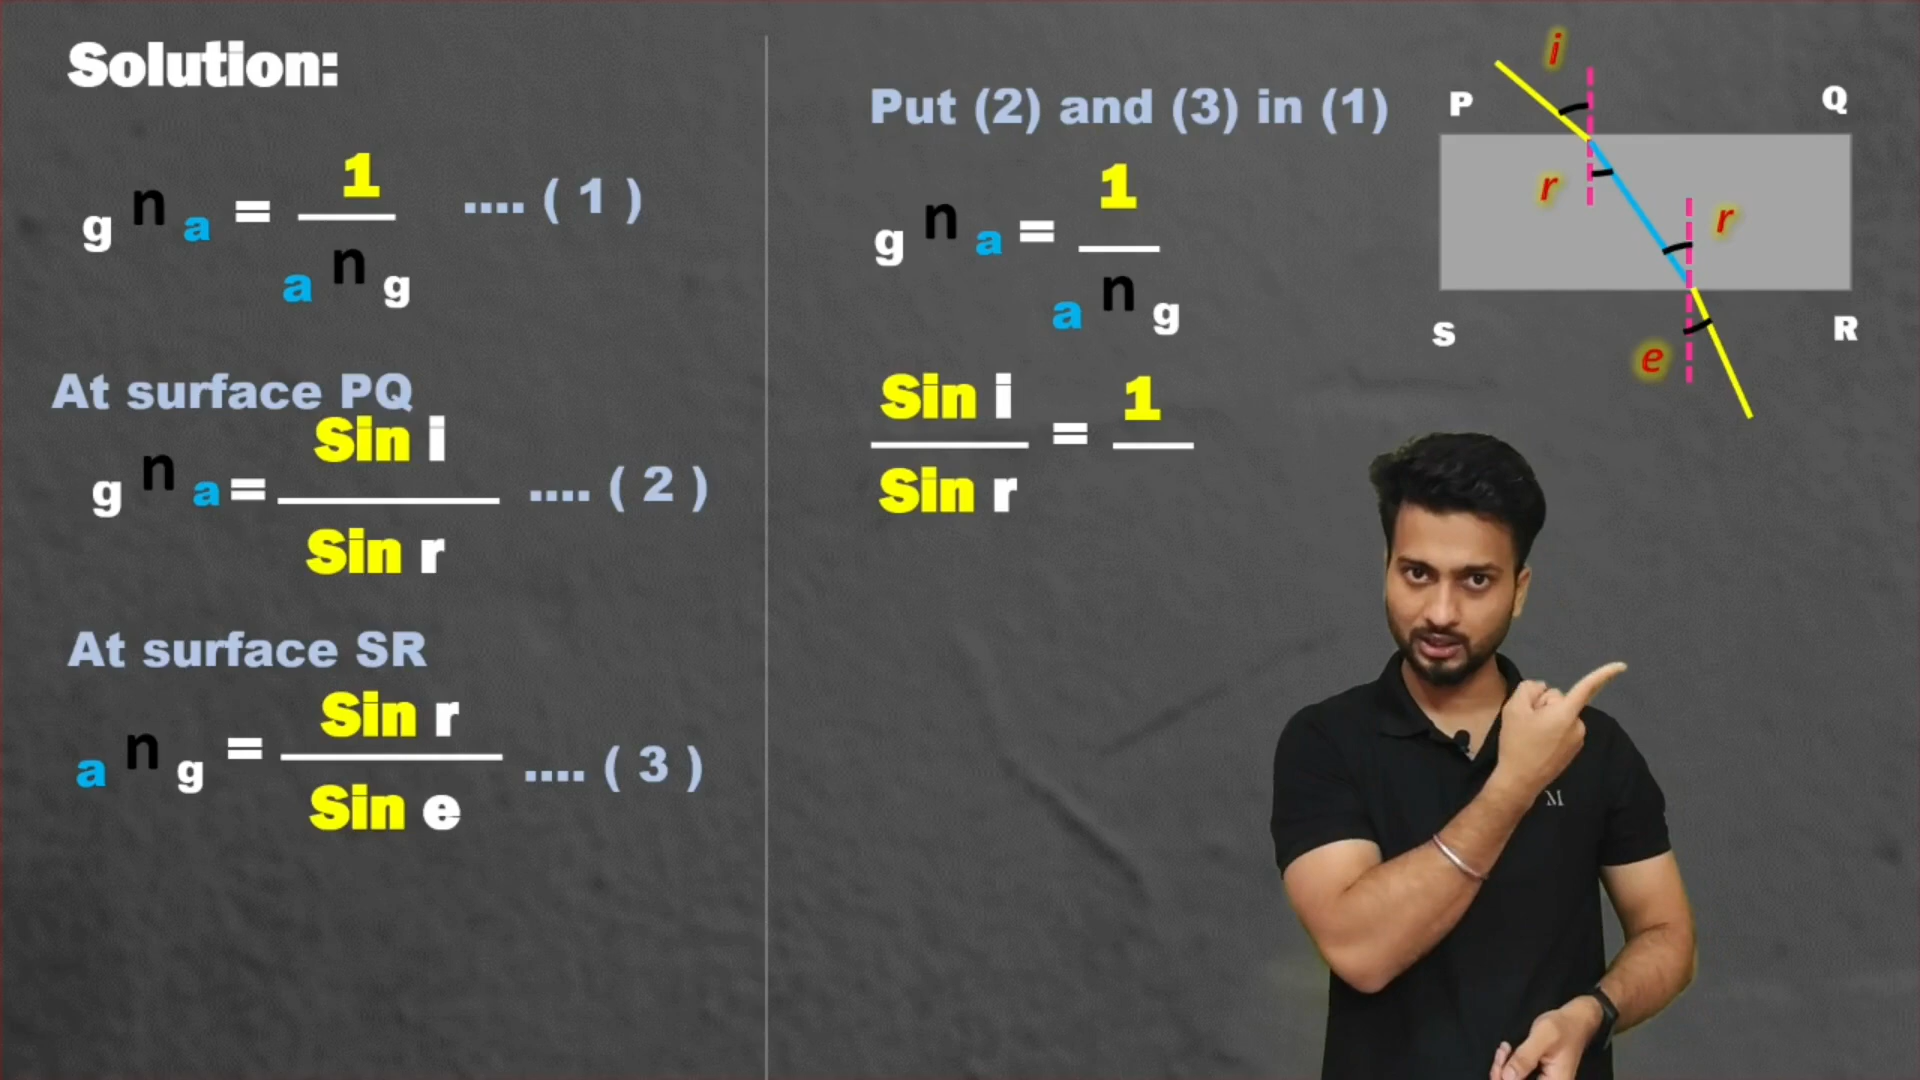 Solution:
g n a = 1 / a n g .... ( 1 )
At surface PQ
g n a = Sin i / Sin r .... ( 2 )
At surface SR
a n g = Sin r / Sin e .... ( 3 )
Put (2) and (3) in (1)
g n a = 1 / a n g
Sin i / Sin r = 1
i
P
Q
r
r
S
R
e
M